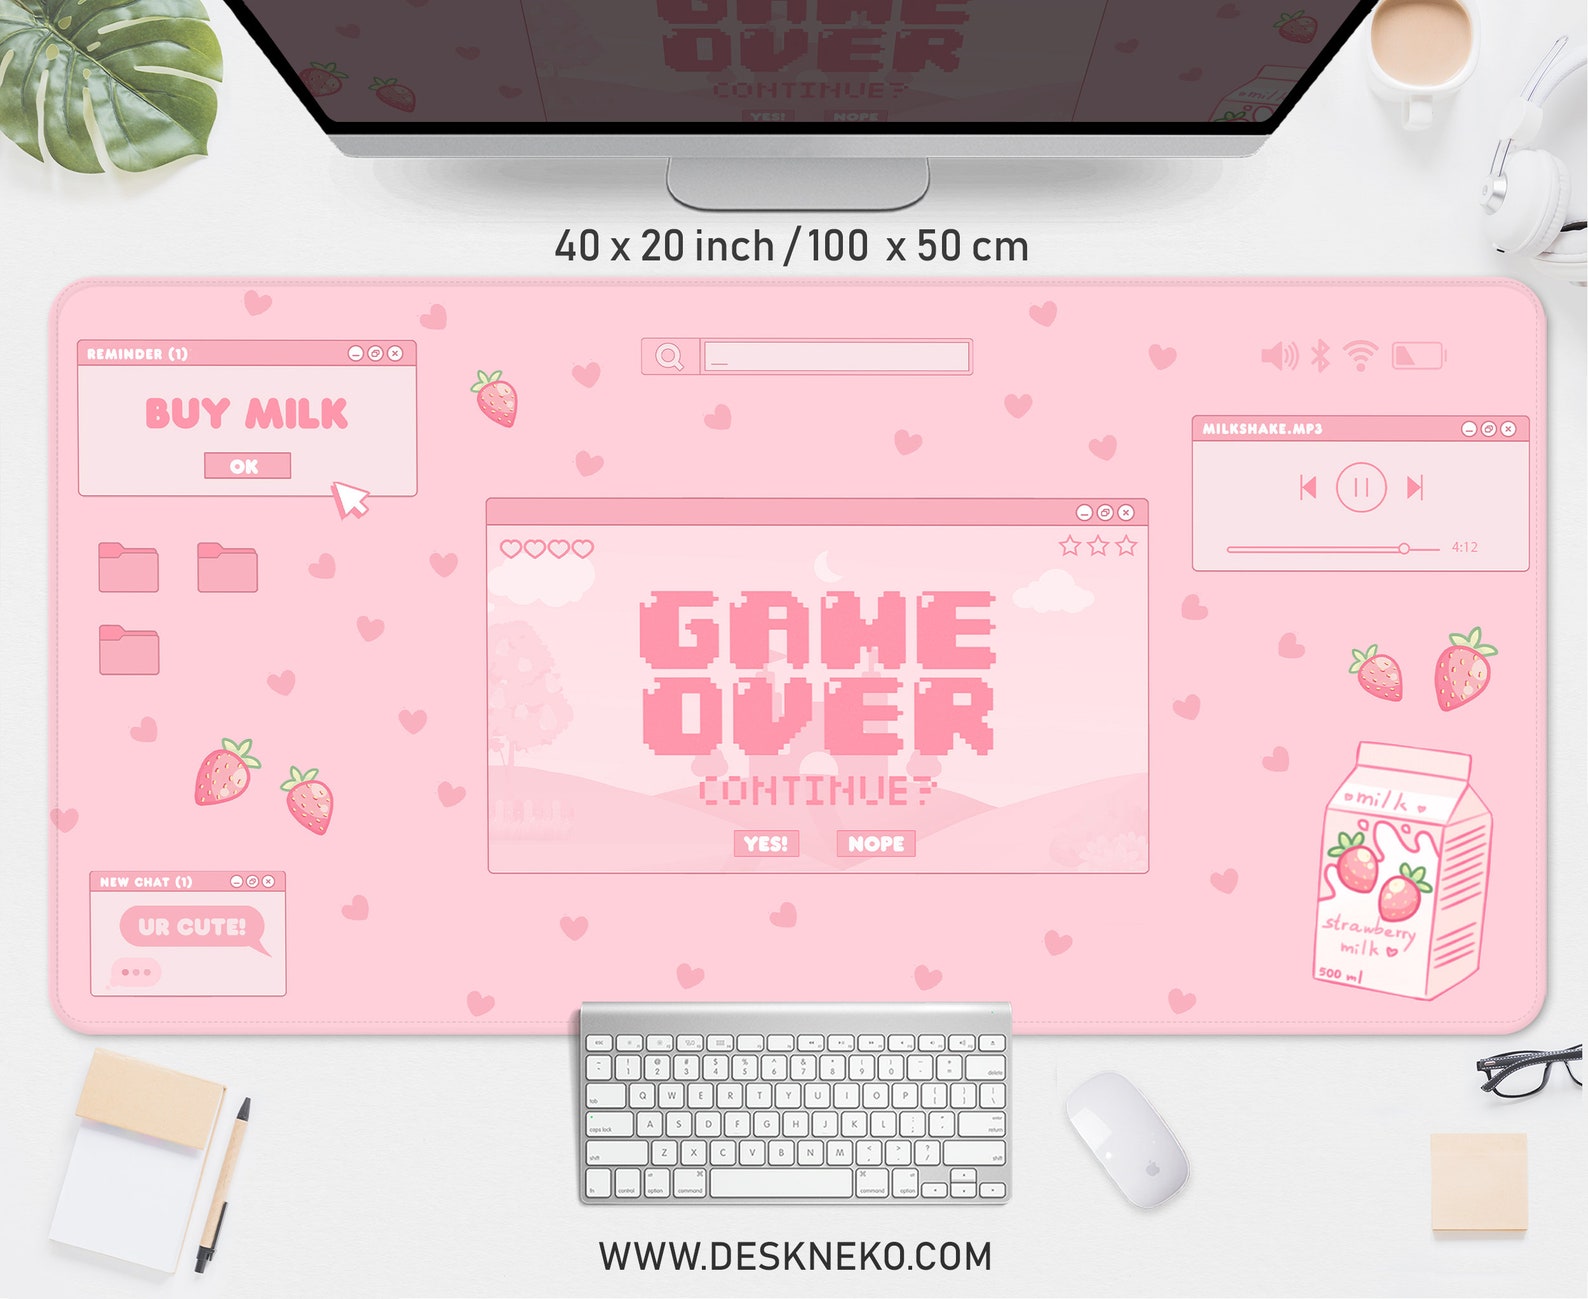 GAME
OVER
CONTINUE?
YES! NOPE
40 x 20 inch / 100 x 50 cm
REMINDER (1)
BUY MILK
OK
MILKSHAKE.MP3
4:12
GAME
OVER
CONTINUE?
YES! NOPE
milk
strawberry
milk
500 ml
NEW CHAT (1)
UR CUTE!
Q W E R T Y U I O P
A S D F G H J K L
Z X C V B N M
WWW.DESKNEKO.COM